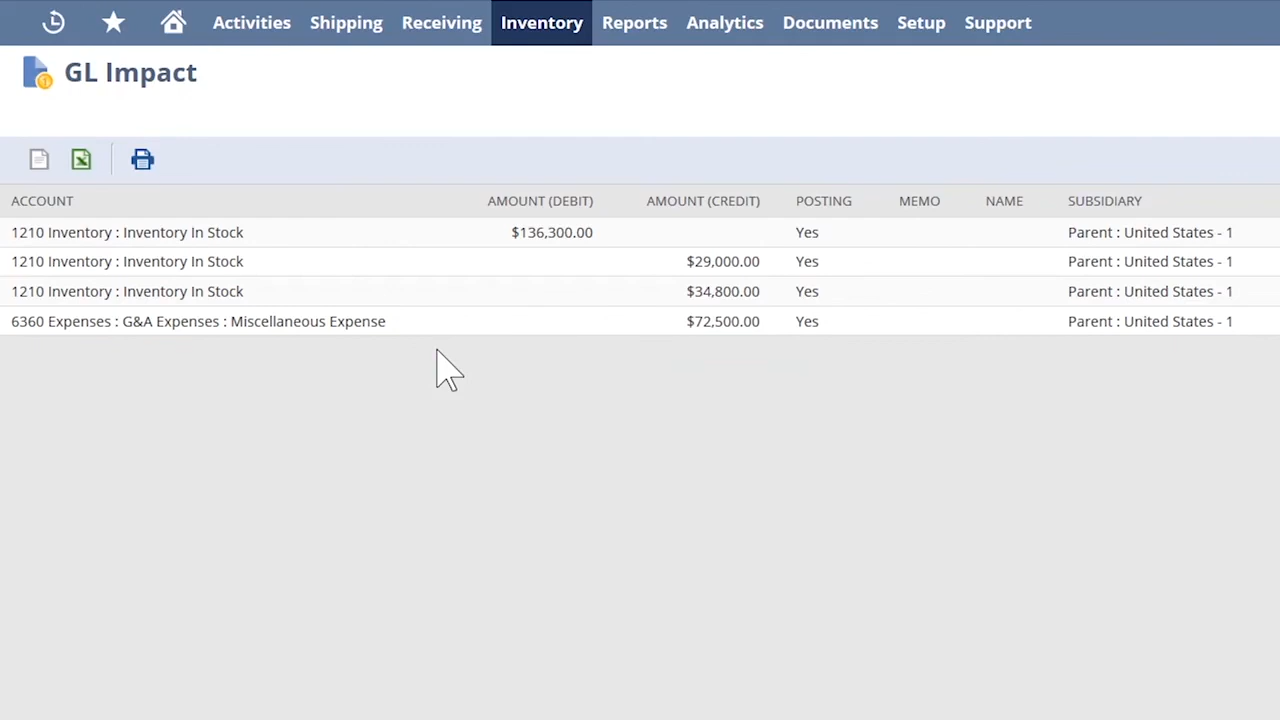 Activities Shipping Receiving Inventory Reports Analytics Documents Setup Support
GL Impact
ACCOUNT AMOUNT (DEBIT) AMOUNT (CREDIT) POSTING MEMO NAME SUBSIDIARY
1210 Inventory : Inventory In Stock $136,300.00 Yes Parent : United States - 1
1210 Inventory : Inventory In Stock $29,000.00 Yes Parent : United States - 1
1210 Inventory : Inventory In Stock $34,800.00 Yes Parent : United States - 1
6360 Expenses : G&A Expenses : Miscellaneous Expense $72,500.00 Yes Parent : United States - 1